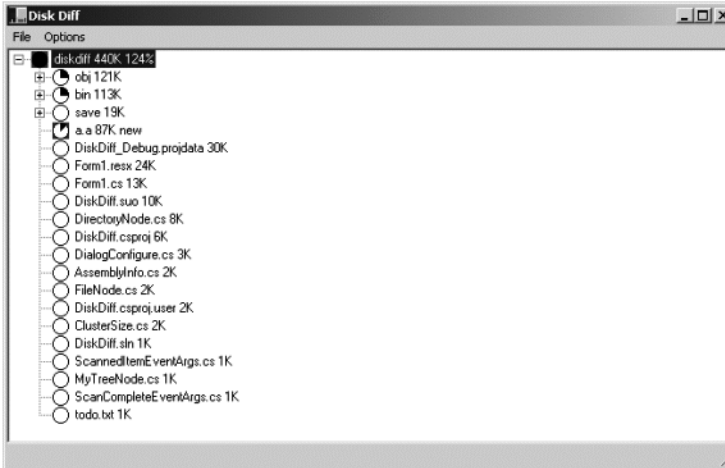 Disk Diff
File Options
diskdiff 440K 124%
obj 121K
bin 113K
save 19K
a.a 87K new
DiskDiff_Debug.projdata 30K
Form1.resx 24K
Form1.cs 13K
DiskDiff.suo 10K
DirectoryNode.cs 8K
DiskDiff.csproj 6K
DialogConfigure.cs 3K
AssemblyInfo.cs 2K
FileNode.cs 2K
DiskDiff.csproj.user 2K
ClusterSize.cs 2K
DiskDiff.sln 1K
ScannedItemEventArgs.cs 1K
MyTreeNode.cs 1K
ScanCompleteEventArgs.cs 1K
todo.txt 1K